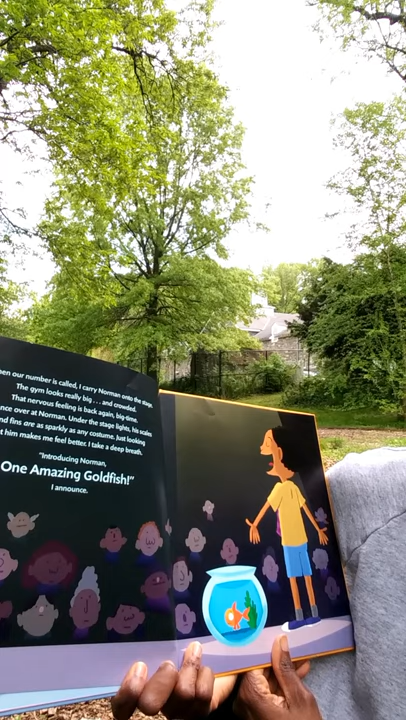 en our number is called, I carry Norman onto the stage.
The gym looks really big . . . and crowded.
That nervous feeling is back again, big-time.
nce over at Norman. Under the stage lights, his scales
nd fins are as sparkly as any costume. Just looking
t him makes me feel better. I take a deep breath,
"Introducing Norman,
One Amazing Goldfish!"
I announce.